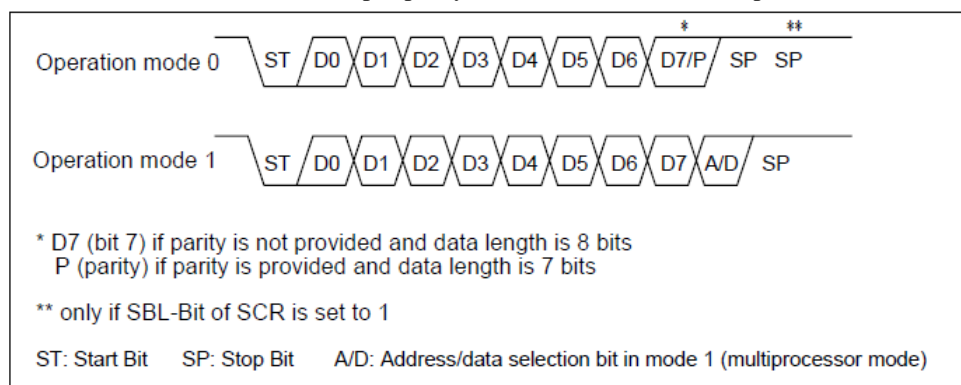 * **
Operation mode 0 ST D0 D1 D2 D3 D4 D5 D6 D7/P SP SP
Operation mode 1 ST D0 D1 D2 D3 D4 D5 D6 D7 A/D SP
* D7 (bit 7) if parity is not provided and data length is 8 bits
P (parity) if parity is provided and data length is 7 bits
** only if SBL-Bit of SCR is set to 1
ST: Start Bit SP: Stop Bit A/D: Address/data selection bit in mode 1 (multiprocessor mode)